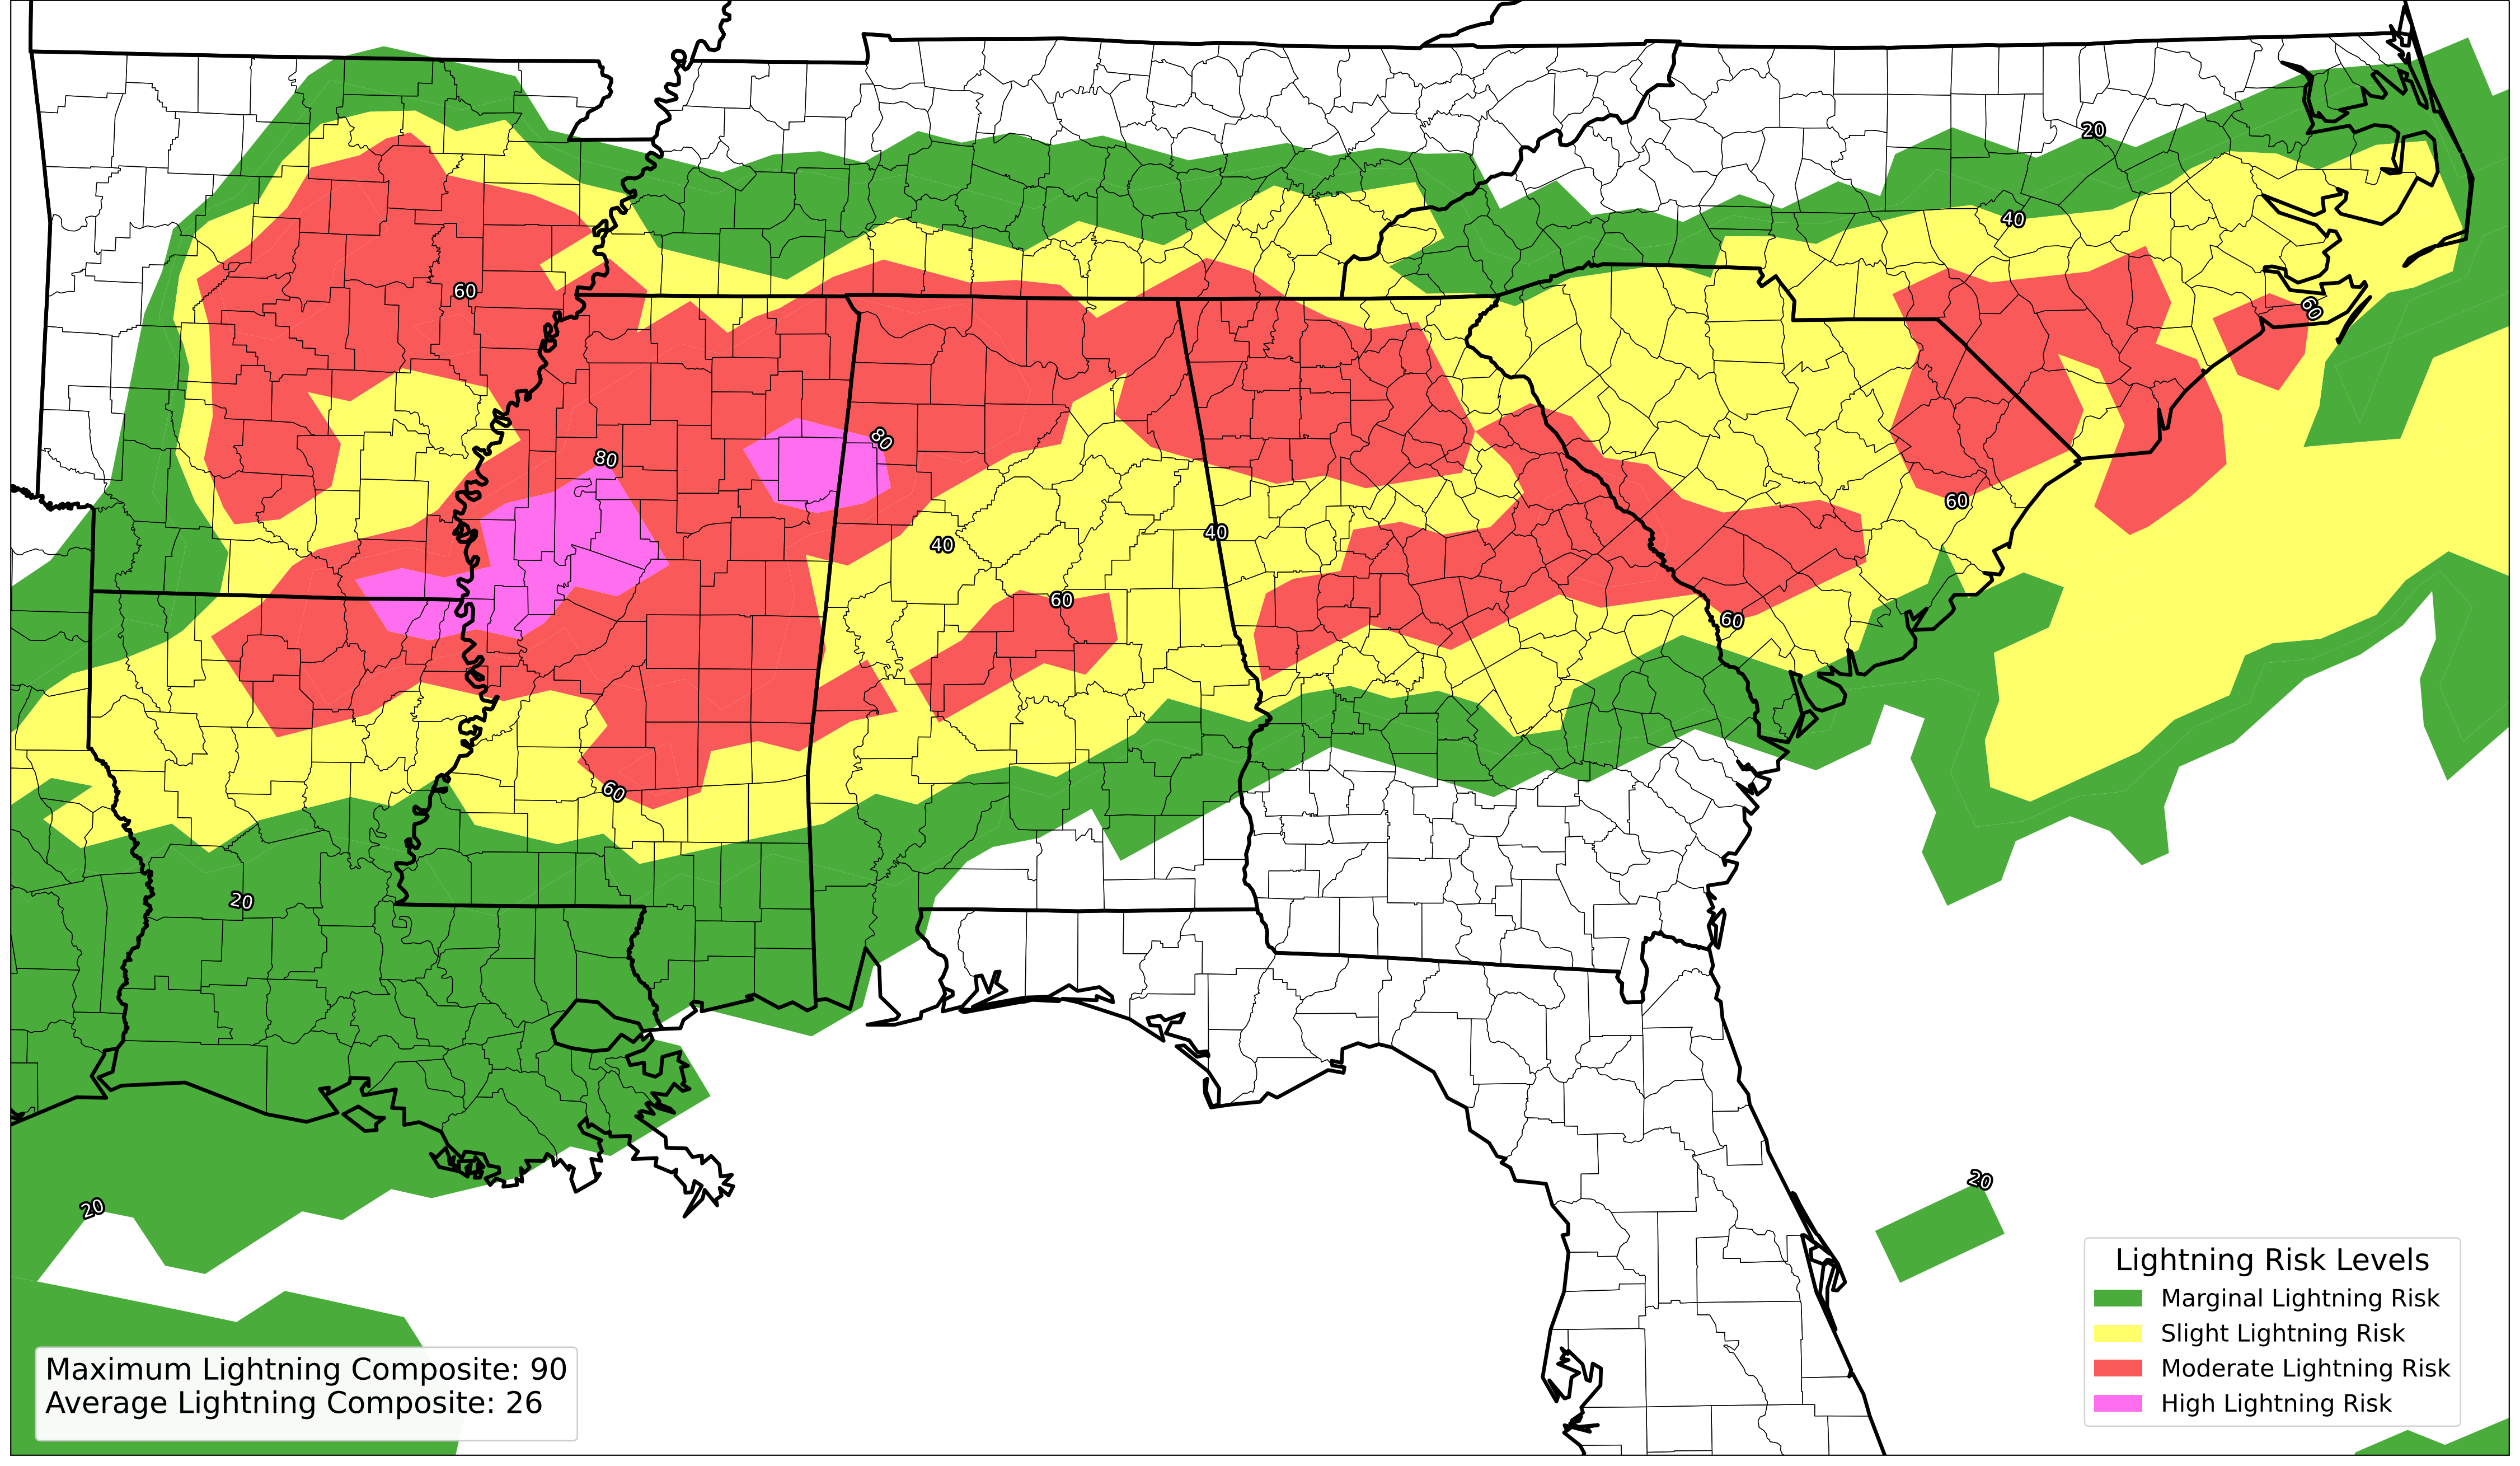 20
40
60
60
80
80
60
40
40
60
60
60
20
20
20
Lightning Risk Levels
Marginal Lightning Risk
Slight Lightning Risk
Moderate Lightning Risk
High Lightning Risk
Maximum Lightning Composite: 90
Average Lightning Composite: 26